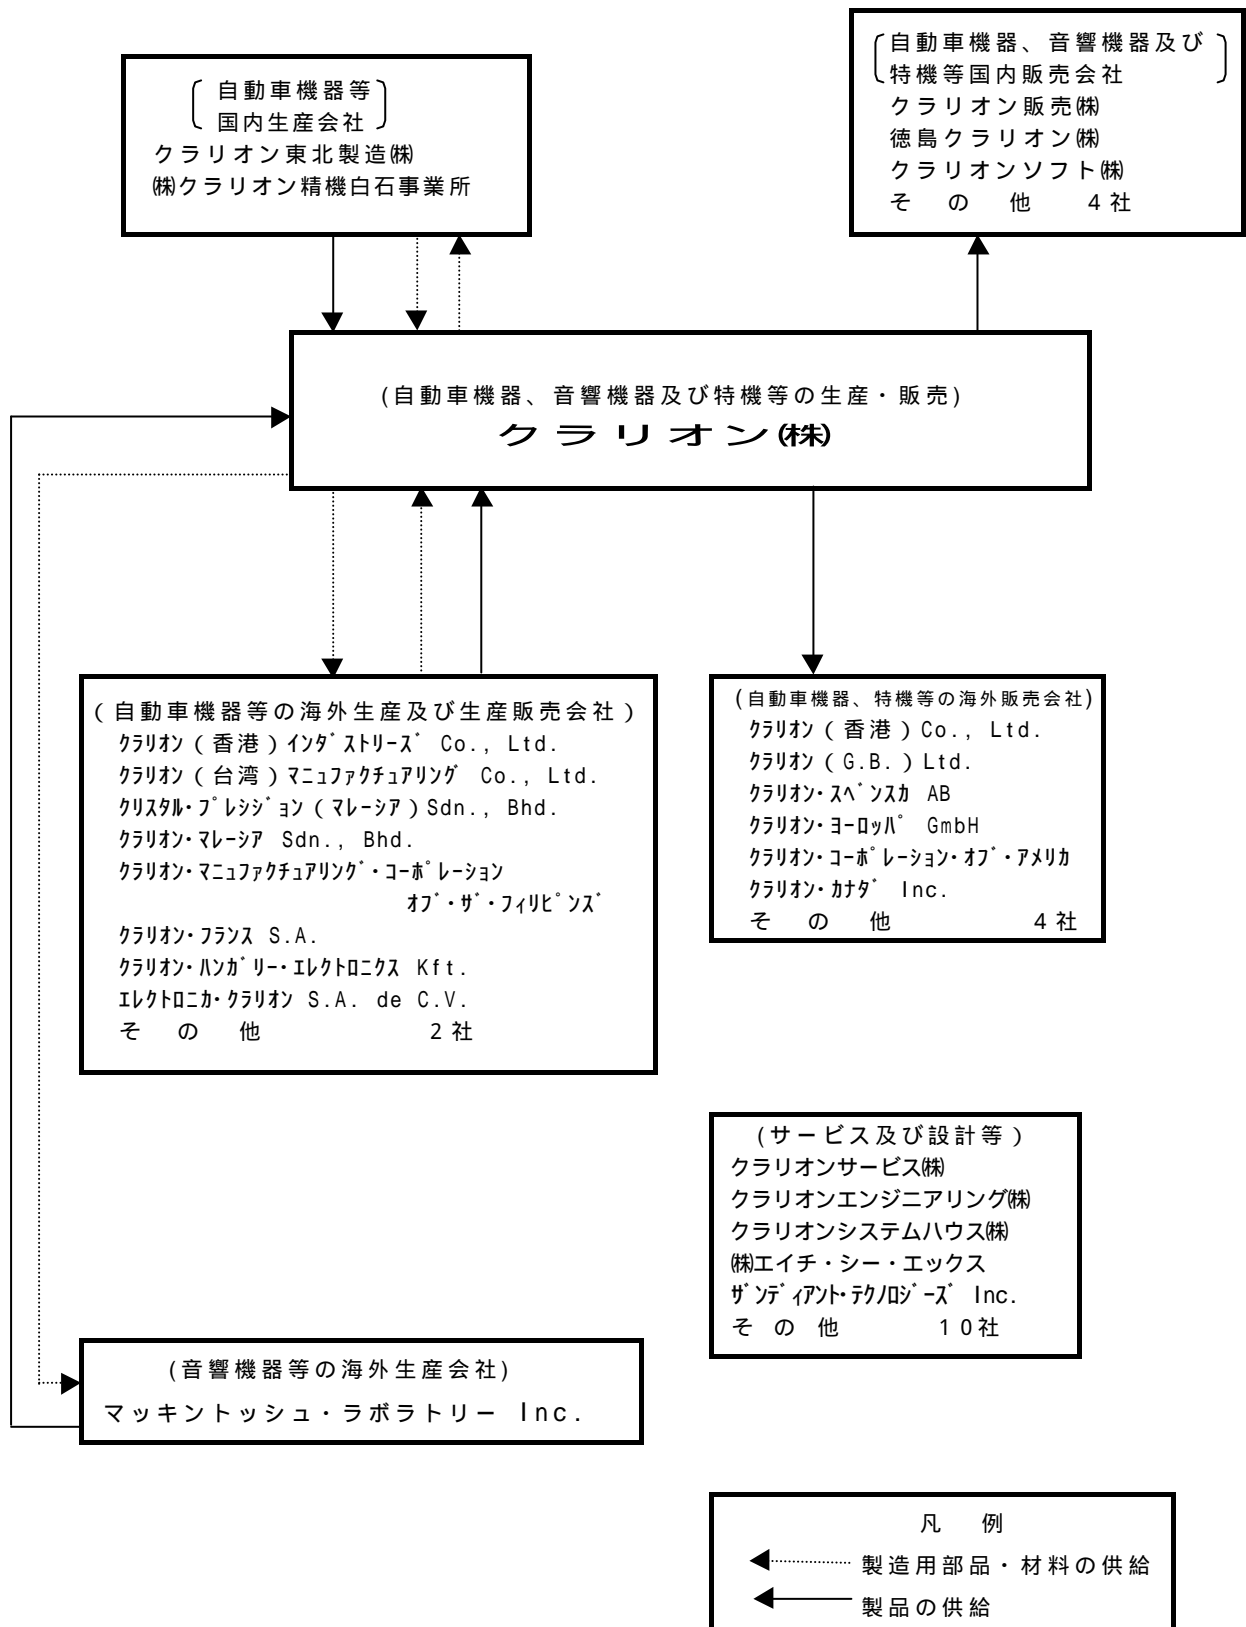 自動車機器等
国内生産会社
クラリオン東北製造㈱
㈱クラリオン精機白石事業所
自動車機器、音響機器及び
特機等国内販売会社
クラリオン販売㈱
徳島クラリオン㈱
クラリオンソフト㈱
そ の 他 4社
(自動車機器、音響機器及び特機等の生産・販売)
クラリオン㈱
(自動車機器等の海外生産及び生産販売会社)
クラリオン(香港)インダストリーズ Co., Ltd.
クラリオン(台湾)マニュファクチュアリング Co., Ltd.
クリスタル・プレシジョン(マレーシア)Sdn., Bhd.
クラリオン・マレーシア Sdn., Bhd.
クラリオン・マニュファクチュアリング・コーポレーション
オブ・ザ・フィリピンズ
クラリオン・フランス S.A.
クラリオン・ハンガリー・エレクトロニクス Kft.
エレクトロニカ・クラリオン S.A. de C.V.
そ の 他 2社
(自動車機器、特機等の海外販売会社)
クラリオン(香港)Co., Ltd.
クラリオン(G.B.)Ltd.
クラリオン・スベンスカ AB
クラリオン・ヨーロッパ GmbH
クラリオン・コーポレーション・オブ・アメリカ
クラリオン・カナダ Inc.
そ の 他 4社
(サービス及び設計等)
クラリオンサービス㈱
クラリオンエンジニアリング㈱
クラリオンシステムハウス㈱
㈱エイチ・シー・エックス
ザンディアント・テクノロジーズ Inc.
そ の 他 10社
(音響機器等の海外生産会社)
マッキントッシュ・ラボラトリー Inc.
凡 例
製造用部品・材料の供給
製品の供給